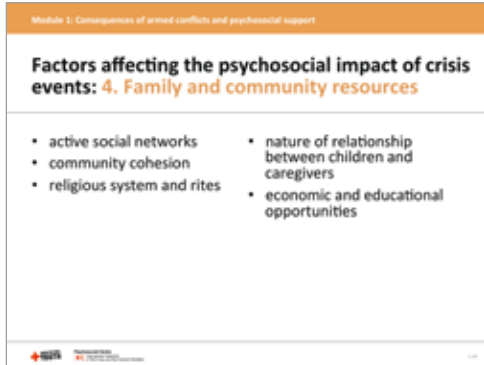 Module 1: Consequences of armed conflicts and psychosocial support
Factors affecting the psychosocial impact of crisis
events: 4. Family and community resources
• active social networks
• community cohesion
• religious system and rites
• nature of relationship
between children and
caregivers
• economic and educational
opportunities